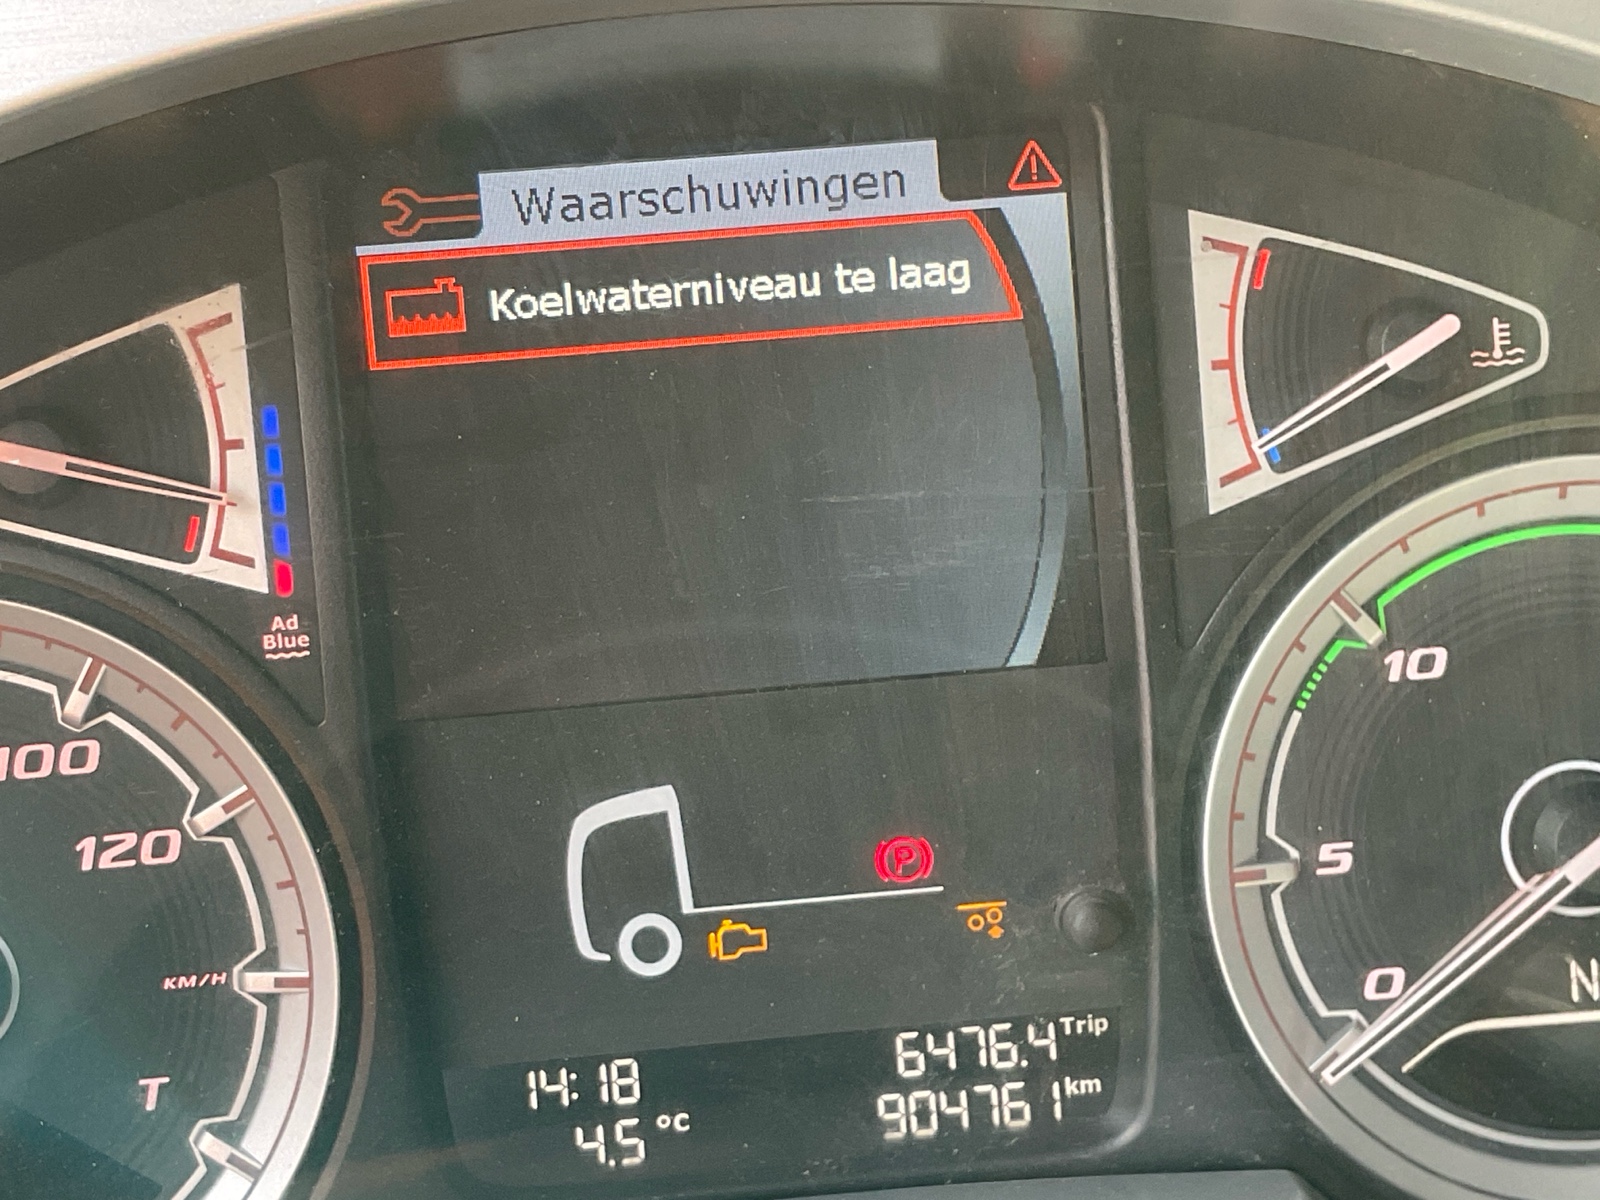 Waarschuwingen
Koelwaterniveau te laag
Ad
Blue
100
120
KM/H
T
10
5
0
N
P
14:18
6476.4 Trip
4.5 °C
904761 km